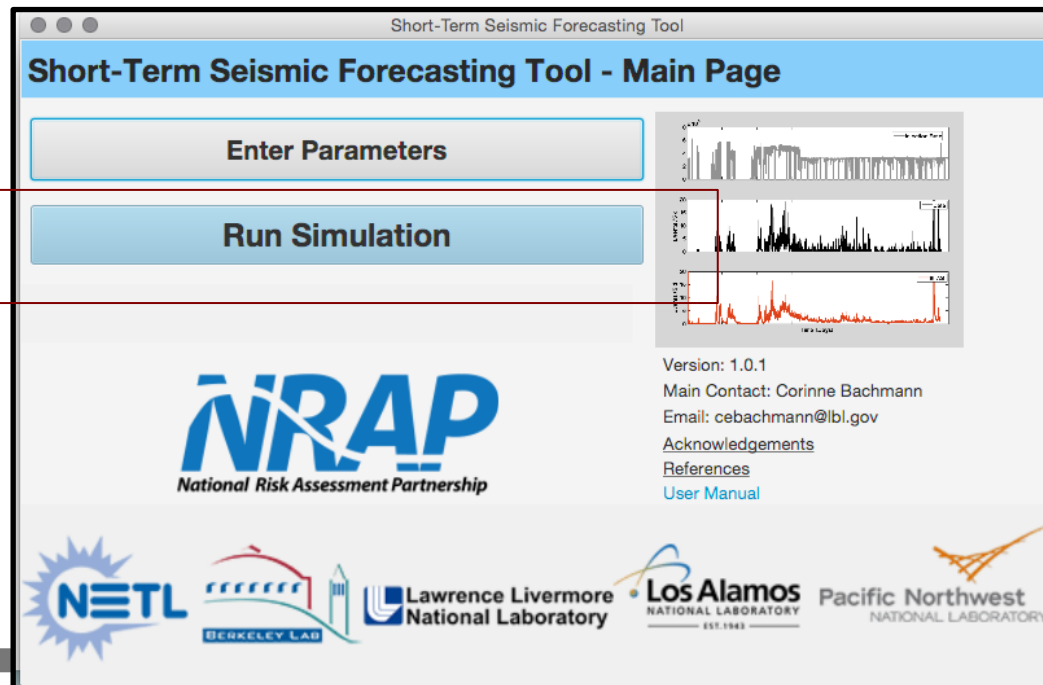 Short-Term Seismic Forecasting Tool
Short-Term Seismic Forecasting Tool - Main Page
Enter Parameters
Run Simulation
Version: 1.0.1
Main Contact: Corinne Bachmann
Email: cebachmann@lbl.gov
Acknowledgements
References
User Manual
NRAP
National Risk Assessment Partnership
NETL
BERKELEY LAB
Lawrence Livermore
National Laboratory
Los Alamos
NATIONAL LABORATORY
EST.1943
Pacific Northwest
NATIONAL LABORATORY